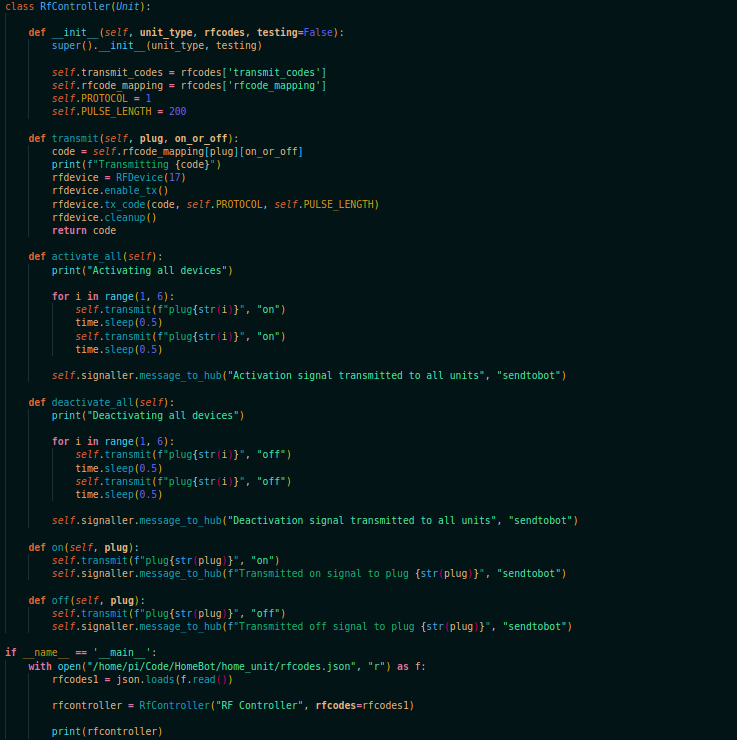 class RfController(Unit):
    def __init__(self, unit_type, rfcodes, testing=False):
        super().__init__(unit_type, testing)
        self.transmit_codes = rfcodes['transmit_codes']
        self.rfcode_mapping = rfcodes['rfcode_mapping']
        self.PROTOCOL = 1
        self.PULSE_LENGTH = 200
    def transmit(self, plug, on_or_off):
        code = self.rfcode_mapping[plug][on_or_off]
        print(f"Transmitting {code}")
        rfdevice = RFDevice(17)
        rfdevice.enable_tx()
        rfdevice.tx_code(code, self.PROTOCOL, self.PULSE_LENGTH)
        rfdevice.cleanup()
        return code
    def activate_all(self):
        print("Activating all devices")
        for i in range(1, 6):
            self.transmit(f"plug{str(i)}", "on")
            time.sleep(0.5)
            self.transmit(f"plug{str(i)}", "on")
            time.sleep(0.5)
        self.signaller.message_to_hub("Activation signal transmitted to all units", "sendtobot")
    def deactivate_all(self):
        print("Deactivating all devices")
        for i in range(1, 6):
            self.transmit(f"plug{str(i)}", "off")
            time.sleep(0.5)
            self.transmit(f"plug{str(i)}", "off")
            time.sleep(0.5)
        self.signaller.message_to_hub("Deactivation signal transmitted to all units", "sendtobot")
    def on(self, plug):
        self.transmit(f"plug{str(plug)}", "on")
        self.signaller.message_to_hub(f"Transmitted on signal to plug {str(plug)}", "sendtobot")
    def off(self, plug):
        self.transmit(f"plug{str(plug)}", "off")
        self.signaller.message_to_hub(f"Transmitted off signal to plug {str(plug)}", "sendtobot")
if __name__ == '__main__':
    with open("/home/pi/Code/HomeBot/home_unit/rfcodes.json", "r") as f:
        rfcodes1 = json.loads(f.read())
        rfcontroller = RfController("RF Controller", rfcodes=rfcodes1)
        print(rfcontroller)